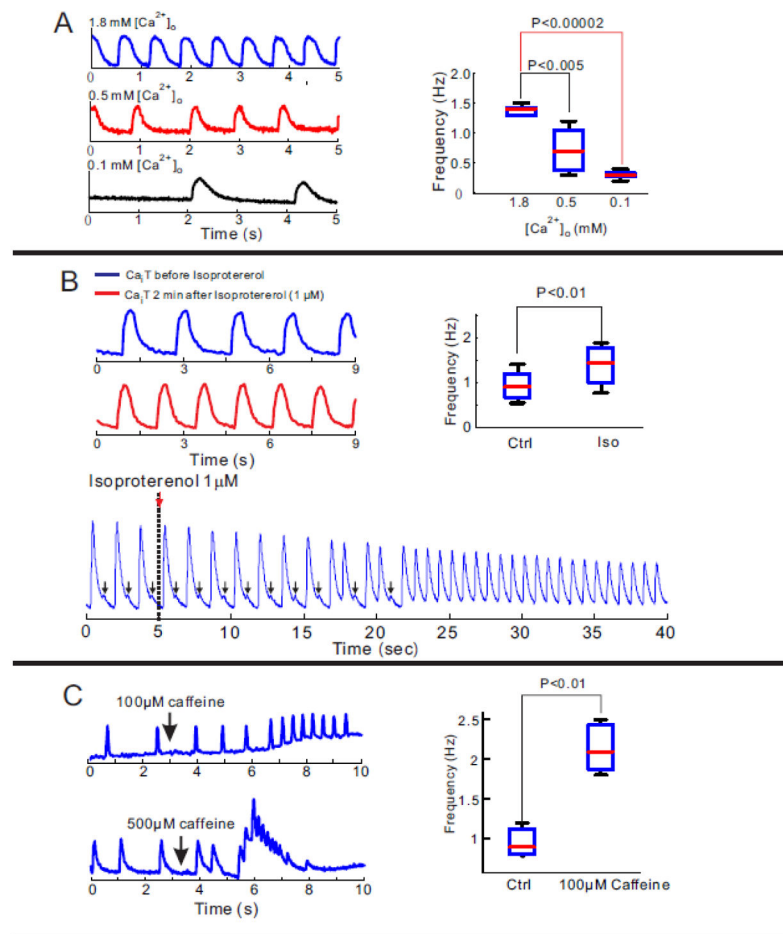 A
1.8 mM [Ca2+]o
0 1 2 3 4 5
0.5 mM [Ca2+]o
0 1 2 3 4 5
0.1 mM [Ca2+]o
0 1 2 3 4 5
Time (s)
P<0.00002
P<0.005
Frequency (Hz)
2.0
1.5
1.0
0.5
0
1.8 0.5 0.1
[Ca2+]o (mM)
B
CaiT before Isoprotererol
CaiT 2 min after Isoproterenol (1 µM)
0 3 6 9
0 3 6 9
Time (s)
P<0.01
Frequency (Hz)
2
1
0
Ctrl Iso
Isoproterenol 1µM
0 5 10 15 20 25 30 35 40
Time (sec)
C
100µM caffeine
0 2 4 6 8 10
500µM caffeine
0 2 4 6 8 10
Time (s)
P<0.01
Frequency (Hz)
2.5
2
1.5
1
Ctrl 100µM Caffeine